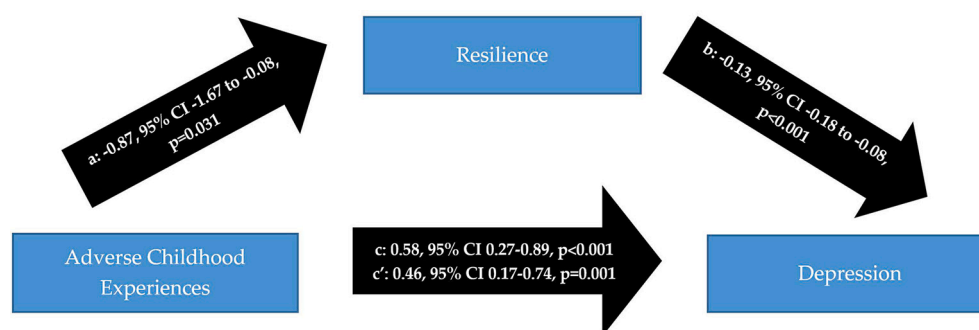 Resilience
a: -0.87, 95% CI -1.67 to -0.08,
p=0.031
b: -0.13, 95% CI -0.18 to -0.08,
p<0.001
Adverse Childhood
Experiences
c: 0.58, 95% CI 0.27-0.89, p<0.001
c’: 0.46, 95% CI 0.17-0.74, p=0.001
Depression